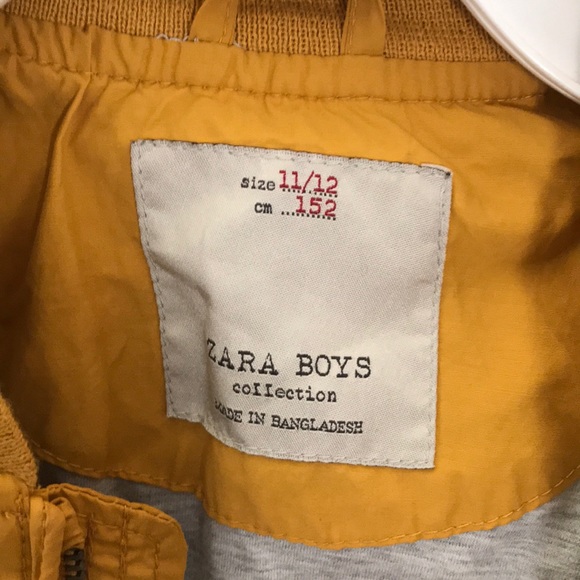 size 11/12
cm ...152
ZARA BOYS
collection
MADE IN BANGLADESH